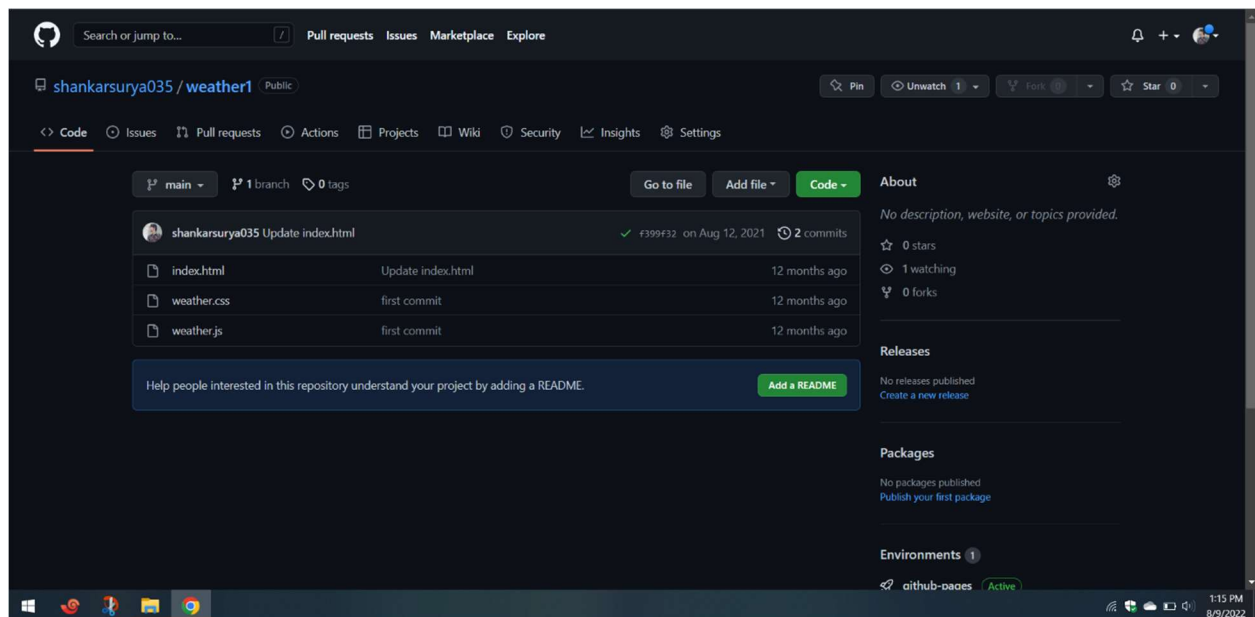 Search or jump to... / Pull requests Issues Marketplace Explore
shankarsurya035 / weather1 Public
Pin Unwatch 1 Fork 0 Star 0
Code Issues Pull requests Actions Projects Wiki Security Insights Settings
main 1 branch 0 tags Go to file Add file Code
shankarsurya035 Update index.html f399f32 on Aug 12, 2021 2 commits
index.html Update index.html 12 months ago
weather.css first commit 12 months ago
weather.js first commit 12 months ago
Help people interested in this repository understand your project by adding a README. Add a README
About
No description, website, or topics provided.
0 stars
1 watching
0 forks
Releases
No releases published
Create a new release
Packages
No packages published
Publish your first package
Environments 1
github-pages Active
1:15 PM
8/9/2022